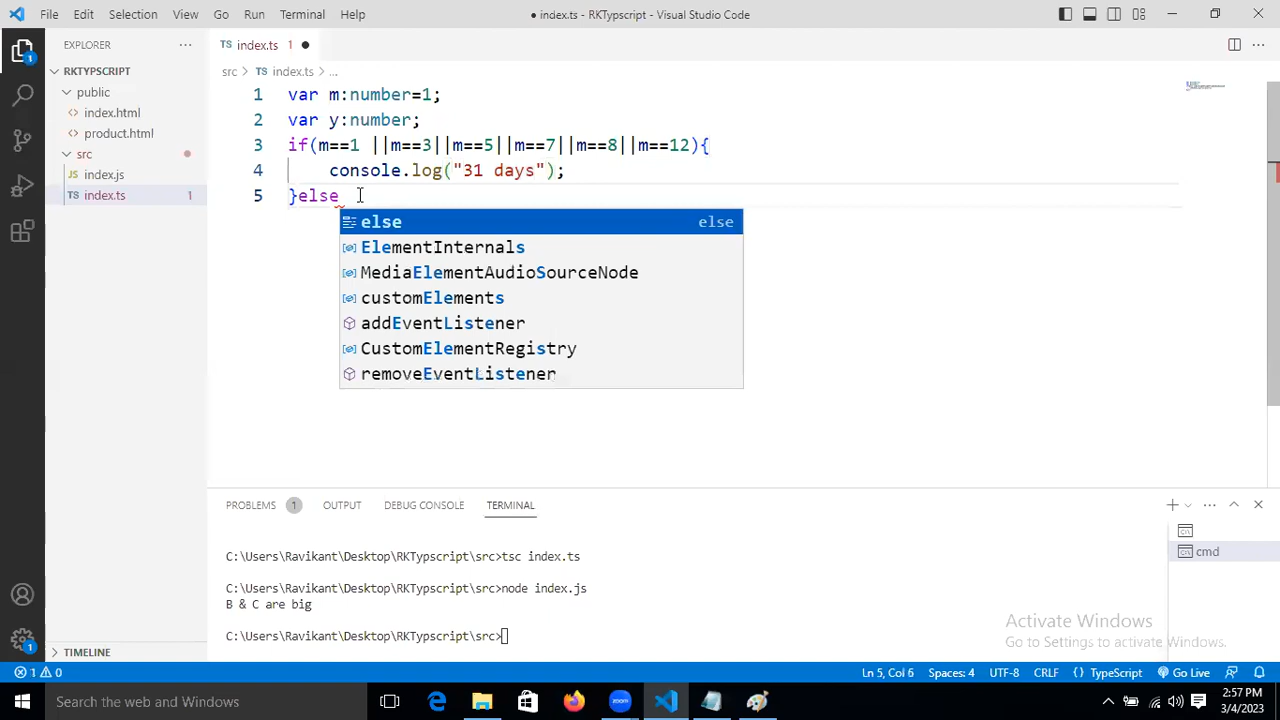 File Edit Selection View Go Run Terminal Help
● index.ts - RKTypscript - Visual Studio Code
EXPLORER
TS index.ts 1 ●
RKTYPSCRIPT
src > TS index.ts > ...
public
index.html
product.html
src
index.js
TS index.ts 1
1 var m:number=1;
2 var y:number;
3 if(m==1 ||m==3||m==5||m==7||m==8||m==12){
4 console.log("31 days");
5 }else
else else
ElementInternals
MediaElementAudioSourceNode
customElements
addEventListener
CustomElementRegistry
removeEventListener
PROBLEMS 1 OUTPUT DEBUG CONSOLE TERMINAL
C:\Users\Ravikant\Desktop\RKTypscript\src>tsc index.ts
cmd
C:\Users\Ravikant\Desktop\RKTypscript\src>node index.js
B & C are big
C:\Users\Ravikant\Desktop\RKTypscript\src>
Activate Windows
Go to Settings to activate Windows.
TIMELINE
1 0
Ln 5, Col 6 Spaces: 4 UTF-8 CRLF {} TypeScript Go Live
Search the web and Windows
zoom
2:57 PM
3/4/2023